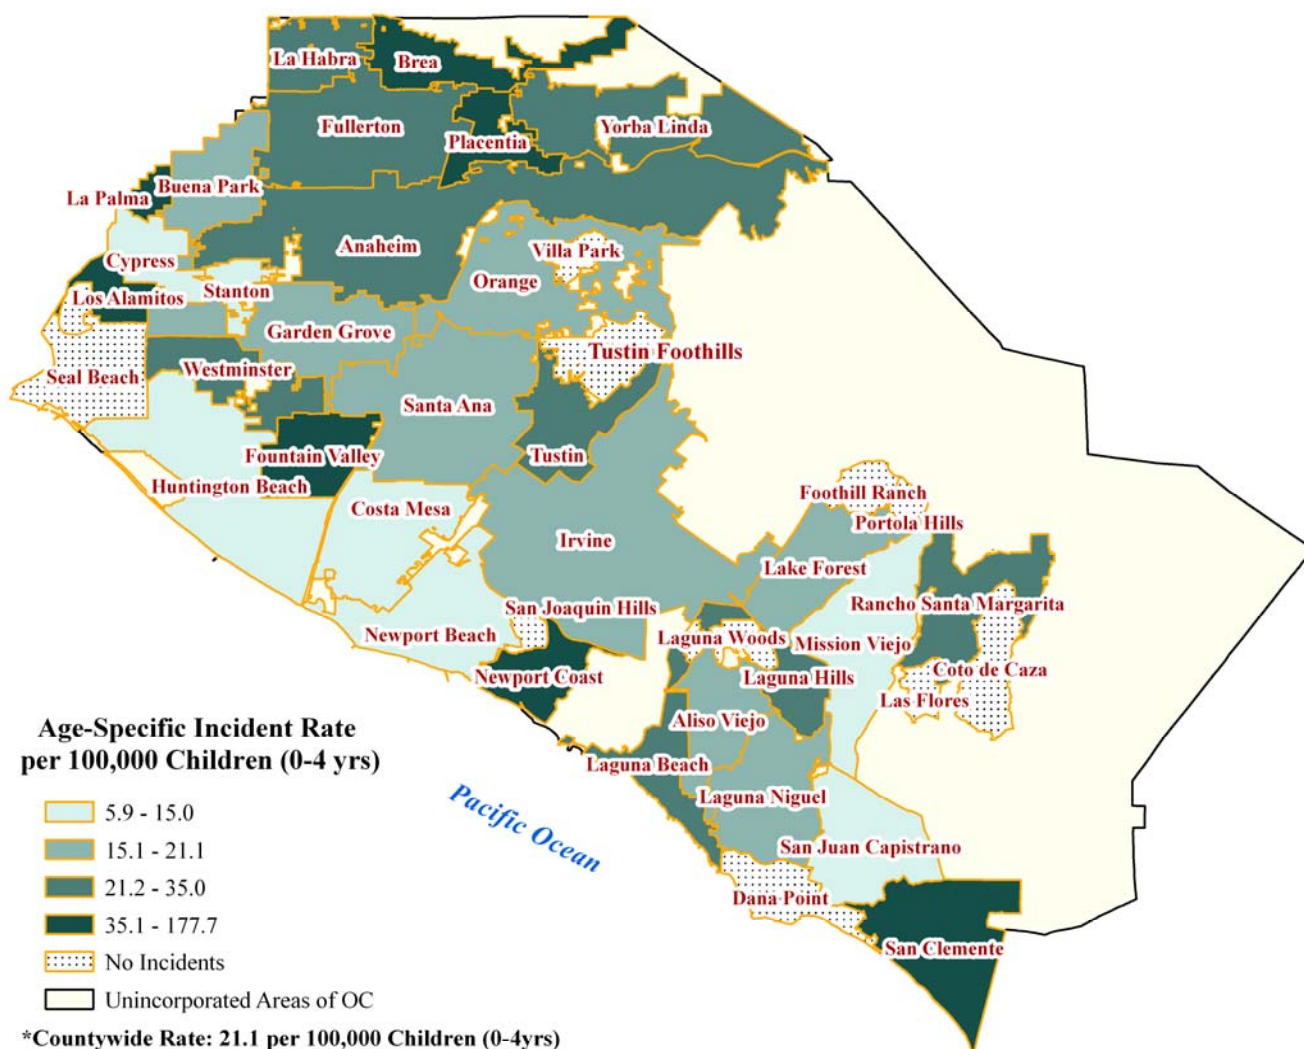 La Habra
Brea
Fullerton
Placentia
Yorba Linda
La Palma
Buena Park
Anaheim
Villa Park
Cypress
Orange
Stanton
Los Alamitos
Garden Grove
Tustin Foothills
Westminster
Seal Beach
Santa Ana
Fountain Valley
Tustin
Huntington Beach
Foothill Ranch
Costa Mesa
Portola Hills
Irvine
Lake Forest
San Joaquin Hills
Rancho Santa Margarita
Newport Beach
Laguna Woods
Mission Viejo
Newport Coast
Laguna Hills
Coto de Caza
Las Flores
Aliso Viejo
Laguna Beach
Laguna Niguel
San Juan Capistrano
Dana Point
San Clemente
Pacific Ocean
Age-Specific Incident Rate
per 100,000 Children (0-4 yrs)
5.9 - 15.0
15.1 - 21.1
21.2 - 35.0
35.1 - 177.7
No Incidents
Unincorporated Areas of OC
*Countywide Rate: 21.1 per 100,000 Children (0-4yrs)